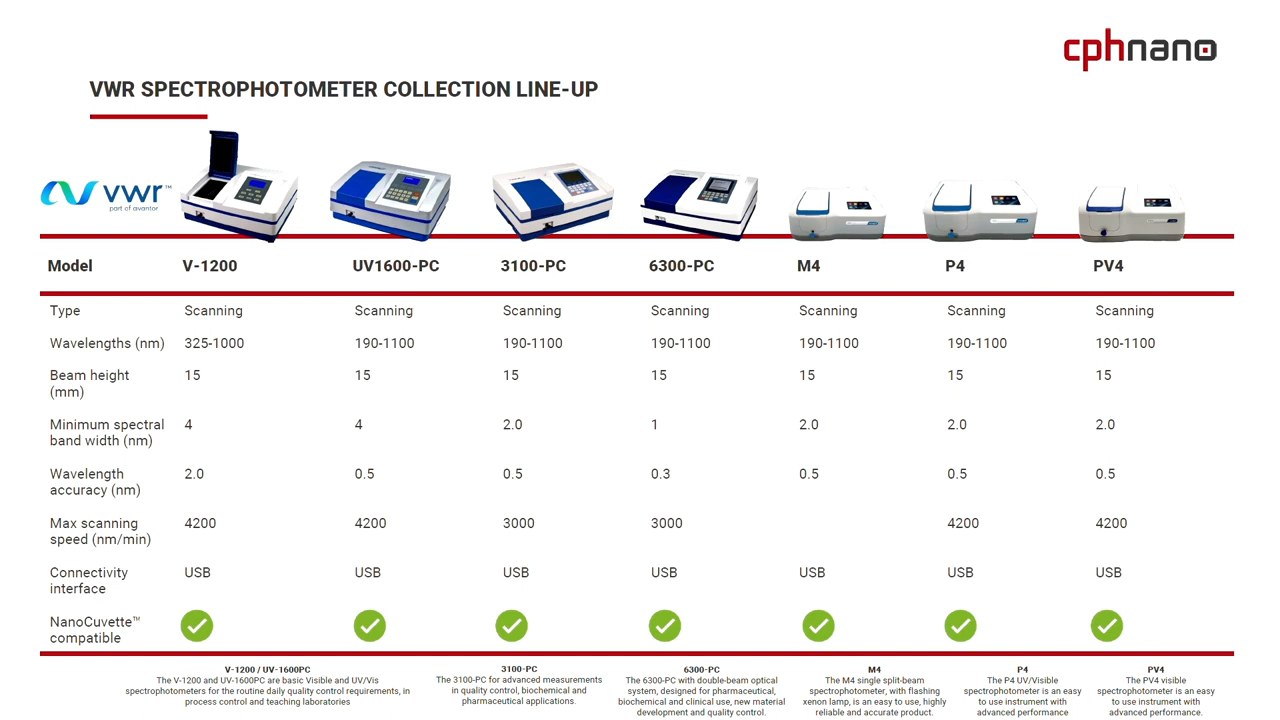 cphnano
VWR SPECTROPHOTOMETER COLLECTION LINE-UP
vwr™
part of avantor
Model V-1200 UV1600-PC 3100-PC 6300-PC M4 P4 PV4
Type Scanning Scanning Scanning Scanning Scanning Scanning Scanning
Wavelengths (nm) 325-1000 190-1100 190-1100 190-1100 190-1100 190-1100 190-1100
Beam height 15 15 15 15 15 15 15
(mm)
Minimum spectral 4 4 2.0 1 2.0 2.0 2.0
band width (nm)
Wavelength 2.0 0.5 0.5 0.3 0.5 0.5 0.5
accuracy (nm)
Max scanning 4200 4200 3000 3000 4200 4200
speed (nm/min)
Connectivity USB USB USB USB USB USB USB
interface
NanoCuvette™
compatible
V-1200 / UV-1600PC
The V-1200 and UV-1600PC are basic Visible and UV/Vis
spectrophotometers for the routine daily quality control requirements, in
process control and teaching laboratories
3100-PC
The 3100-PC for advanced measurements
in quality control, biochemical and
pharmaceutical applications.
6300-PC
The 6300-PC with double-beam optical
system, designed for pharmaceutical,
biochemical and clinical use, new material
development and quality control.
M4
The M4 single split-beam
spectrophotometer, with flashing
xenon lamp, is an easy to use, highly
reliable and accurate product.
P4
The P4 UV/Visible
spectrophotometer is an easy
to use instrument with
advanced performance
PV4
The PV4 visible
spectrophotometer is an easy
to use instrument with
advanced performance.